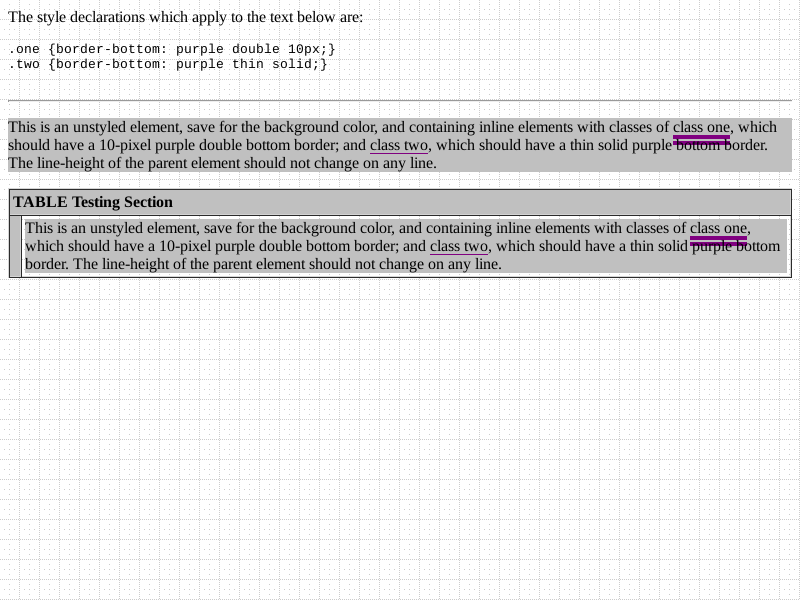 The style declarations which apply to the text below are:
.one {border-bottom: purple double 10px;}
.two {border-bottom: purple thin solid;}
This is an unstyled element, save for the background color, and containing inline elements with classes of class one, which
should have a 10-pixel purple double bottom border; and class two, which should have a thin solid purple bottom border.
The line-height of the parent element should not change on any line.
TABLE Testing Section
This is an unstyled element, save for the background color, and containing inline elements with classes of class one,
which should have a 10-pixel purple double bottom border; and class two, which should have a thin solid purple bottom
border. The line-height of the parent element should not change on any line.